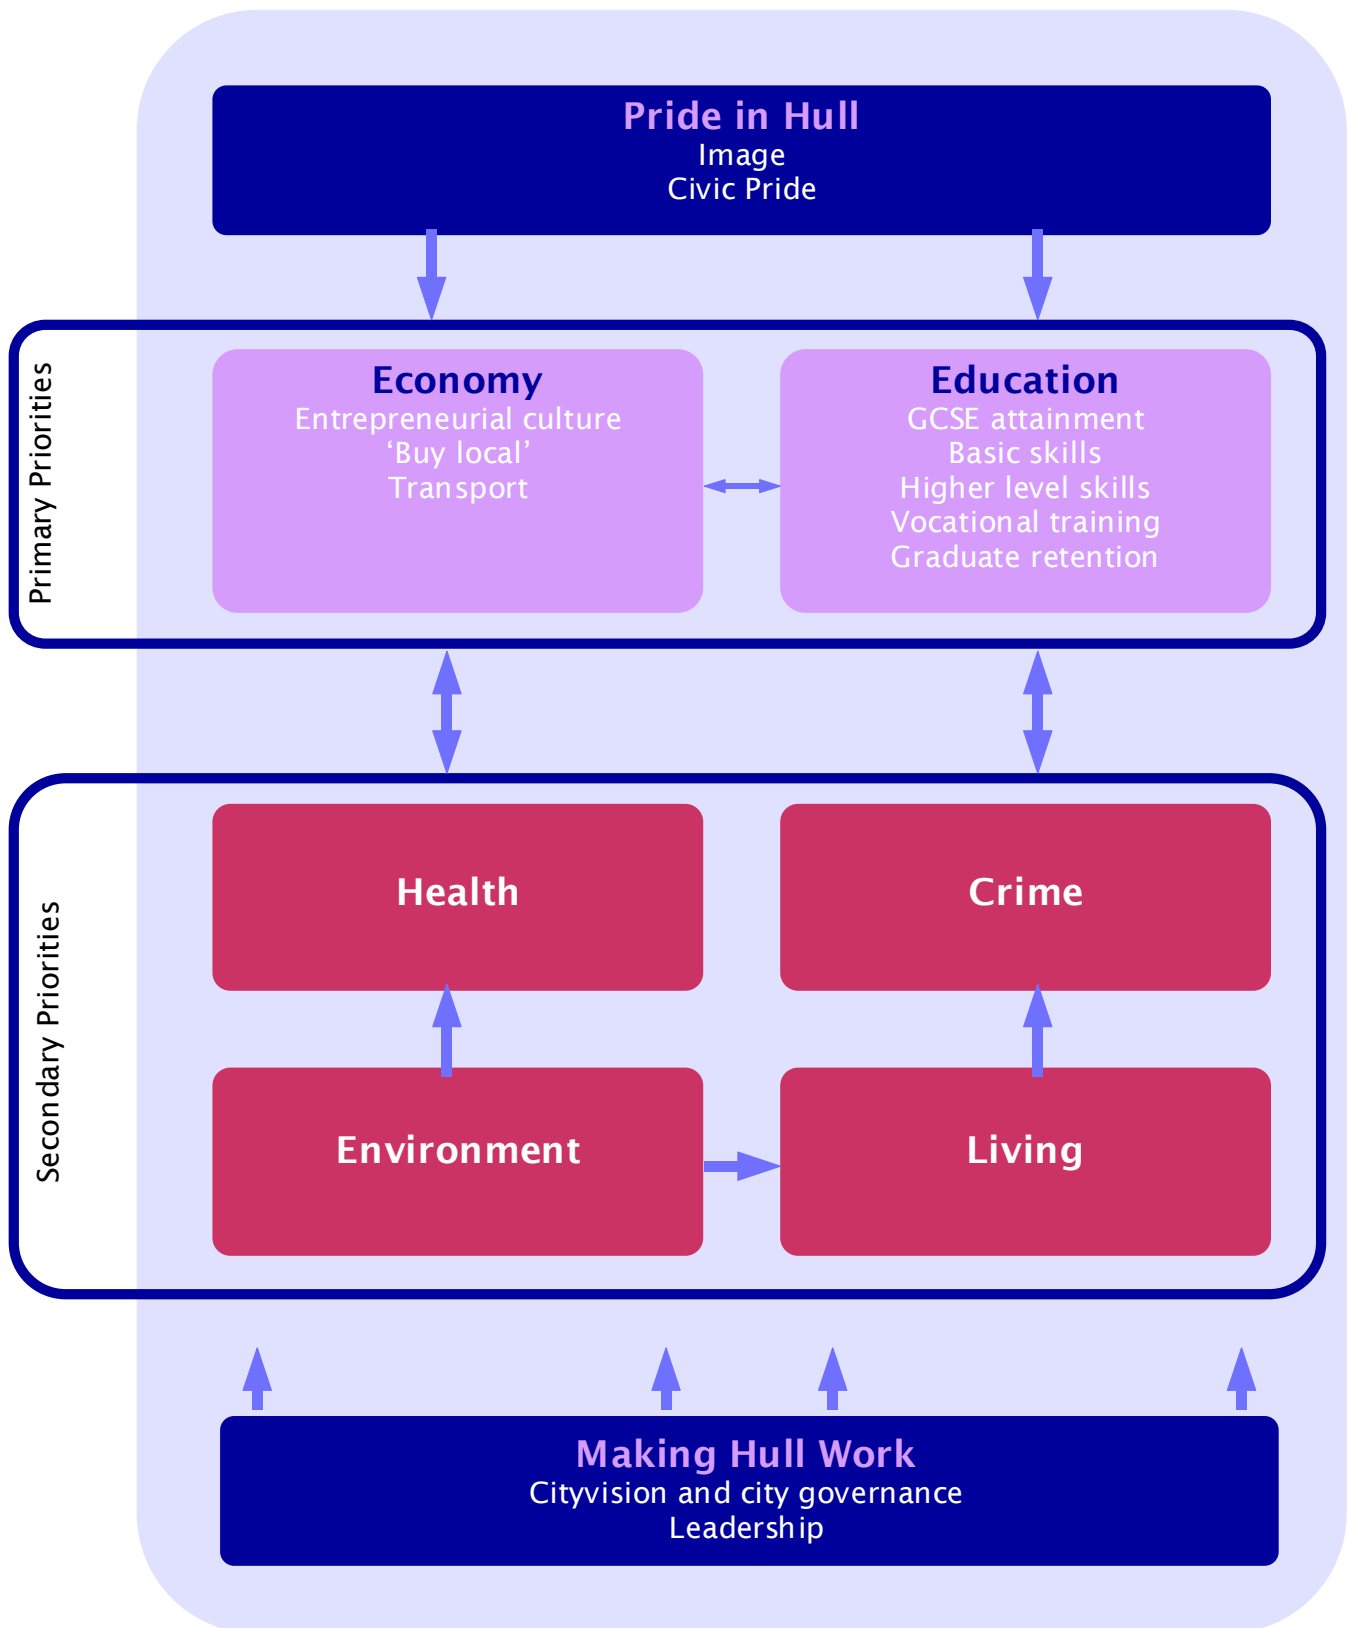 Pride in Hull
Image
Civic Pride
Primary Priorities
Economy
Entrepreneurial culture
‘Buy local’
Transport
Education
GCSE attainment
Basic skills
Higher level skills
Vocational training
Graduate retention
Secondary Priorities
Health
Crime
Environment
Living
Making Hull Work
Cityvision and city governance
Leadership